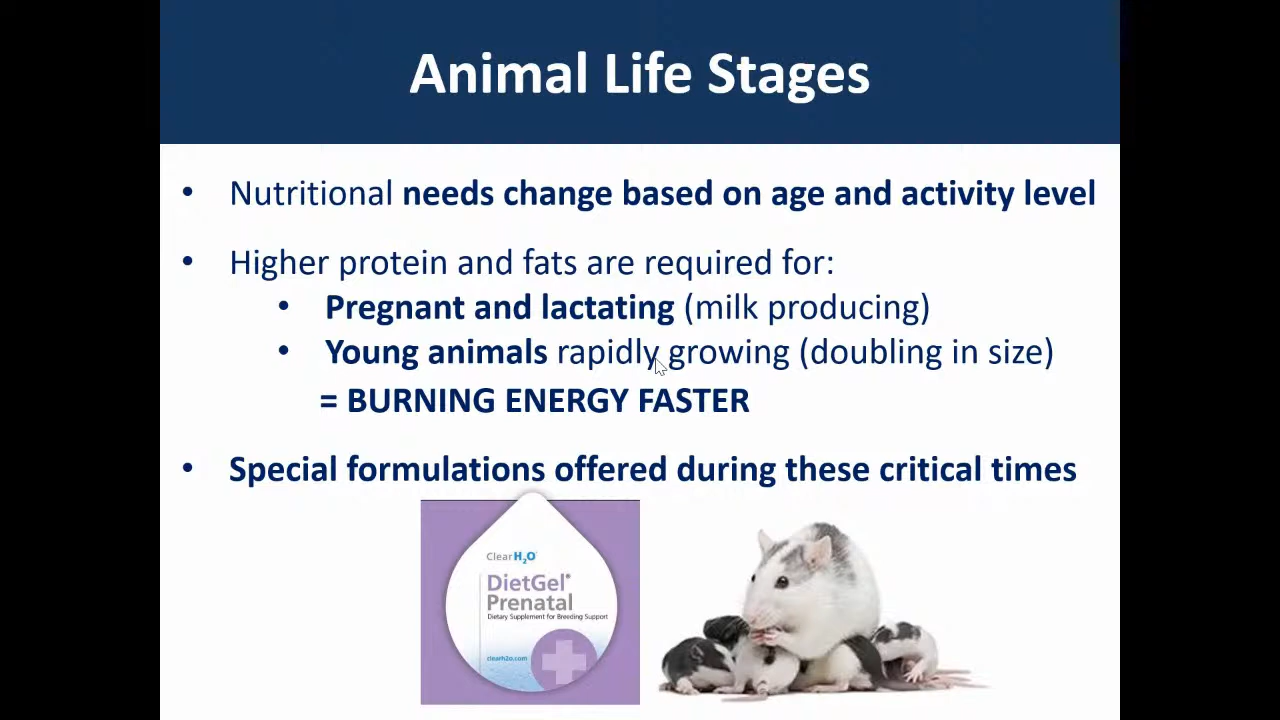 Animal Life Stages
• Nutritional needs change based on age and activity level
• Higher protein and fats are required for:
• Pregnant and lactating (milk producing)
• Young animals rapidly growing (doubling in size)
= BURNING ENERGY FASTER
• Special formulations offered during these critical times
ClearH₂O®
DietGel®
Prenatal
Dietary Supplement for Breeding Support
clearh2o.com